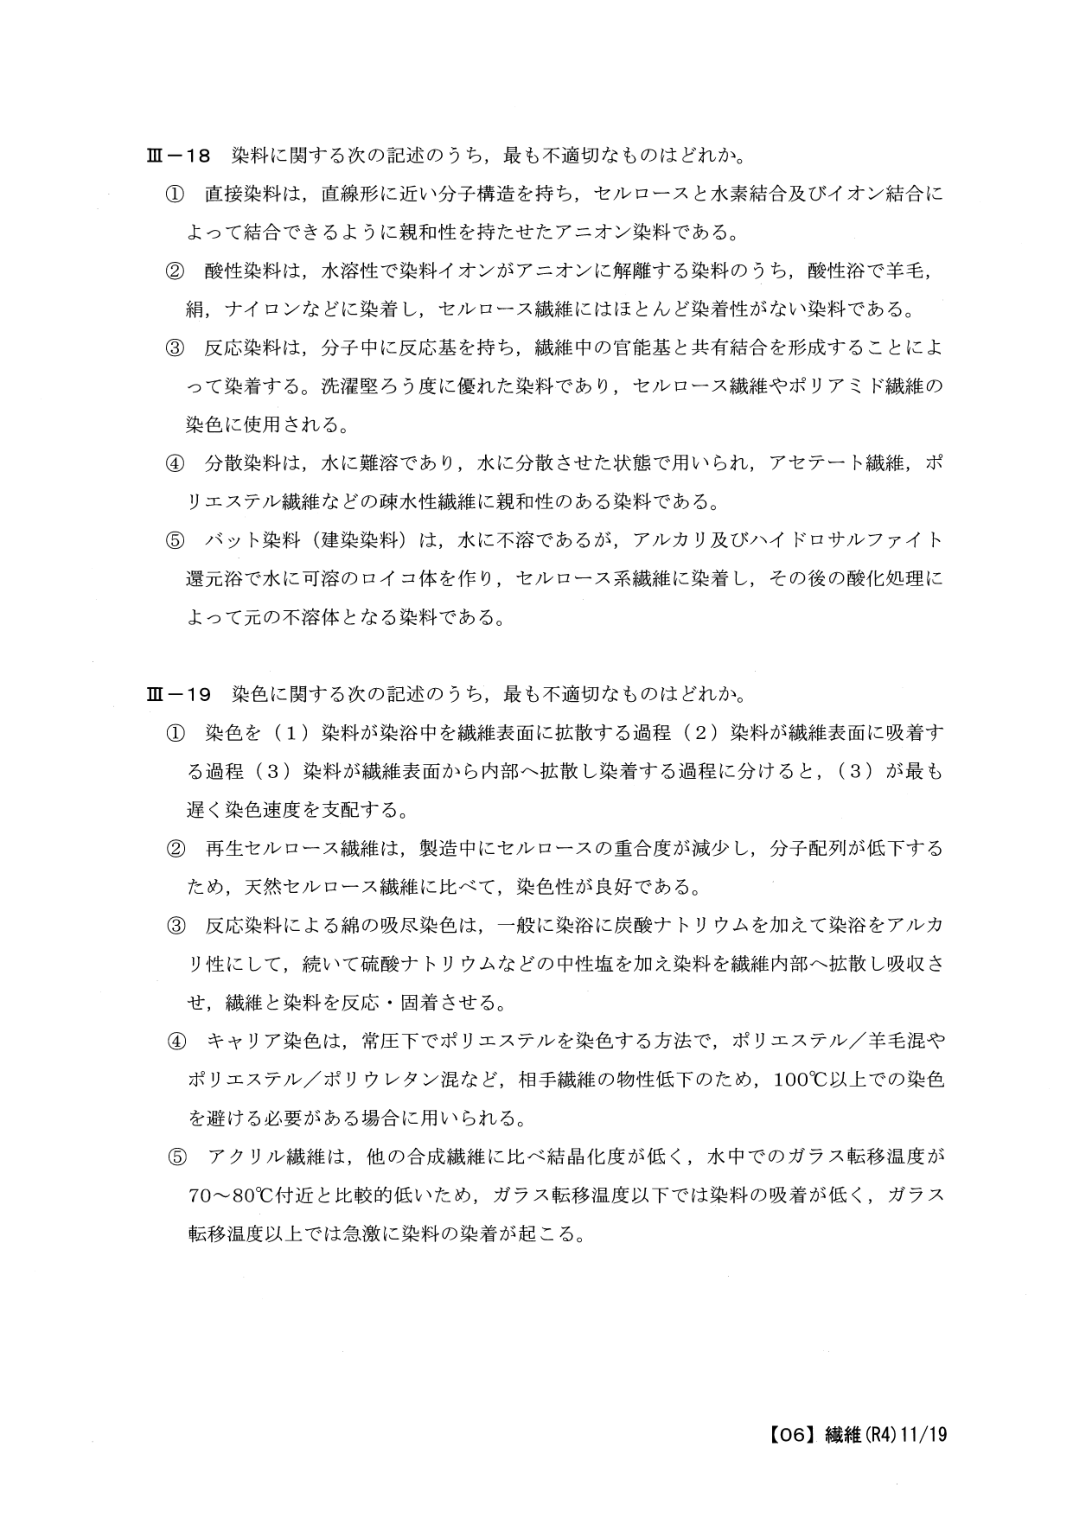 Ⅲ－18　染料に関する次の記述のうち，最も不適切なものはどれか。
①　直接染料は，直線形に近い分子構造を持ち，セルロースと水素結合及びイオン結合に
よって結合できるように親和性を持たせたアニオン染料である。
②　酸性染料は，水溶性で染料イオンがアニオンに解離する染料のうち，酸性浴で羊毛，
絹，ナイロンなどに染着し，セルロース繊維にはほとんど染着性がない染料である。
③　反応染料は，分子中に反応基を持ち，繊維中の官能基と共有結合を形成することによ
って染着する。洗濯堅ろう度に優れた染料であり，セルロース繊維やポリアミド繊維の
染色に使用される。
④　分散染料は，水に難溶であり，水に分散させた状態で用いられ，アセテート繊維，ポ
リエステル繊維などの疎水性繊維に親和性のある染料である。
⑤　バット染料（建染染料）は，水に不溶であるが，アルカリ及びハイドロサルファイト
還元浴で水に可溶のロイコ体を作り，セルロース系繊維に染着し，その後の酸化処理に
よって元の不溶体となる染料である。
Ⅲ－19　染色に関する次の記述のうち，最も不適切なものはどれか。
①　染色を（１）染料が染浴中を繊維表面に拡散する過程（２）染料が繊維表面に吸着す
る過程（３）染料が繊維表面から内部へ拡散し染着する過程に分けると，（３）が最も
遅く染色速度を支配する。
②　再生セルロース繊維は，製造中にセルロースの重合度が減少し，分子配列が低下する
ため，天然セルロース繊維に比べて，染色性が良好である。
③　反応染料による綿の吸尽染色は，一般に染浴に炭酸ナトリウムを加えて染浴をアルカ
リ性にして，続いて硫酸ナトリウムなどの中性塩を加え染料を繊維内部へ拡散し吸収さ
せ，繊維と染料を反応・固着させる。
④　キャリア染色は，常圧下でポリエステルを染色する方法で，ポリエステル／羊毛混や
ポリエステル／ポリウレタン混など，相手繊維の物性低下のため，100℃以上での染色
を避ける必要がある場合に用いられる。
⑤　アクリル繊維は，他の合成繊維に比べ結晶化度が低く，水中でのガラス転移温度が
70～80℃付近と比較的低いため，ガラス転移温度以下では染料の吸着が低く，ガラス
転移温度以上では急激に染料の染着が起こる。
【06】繊維(R4)11/19